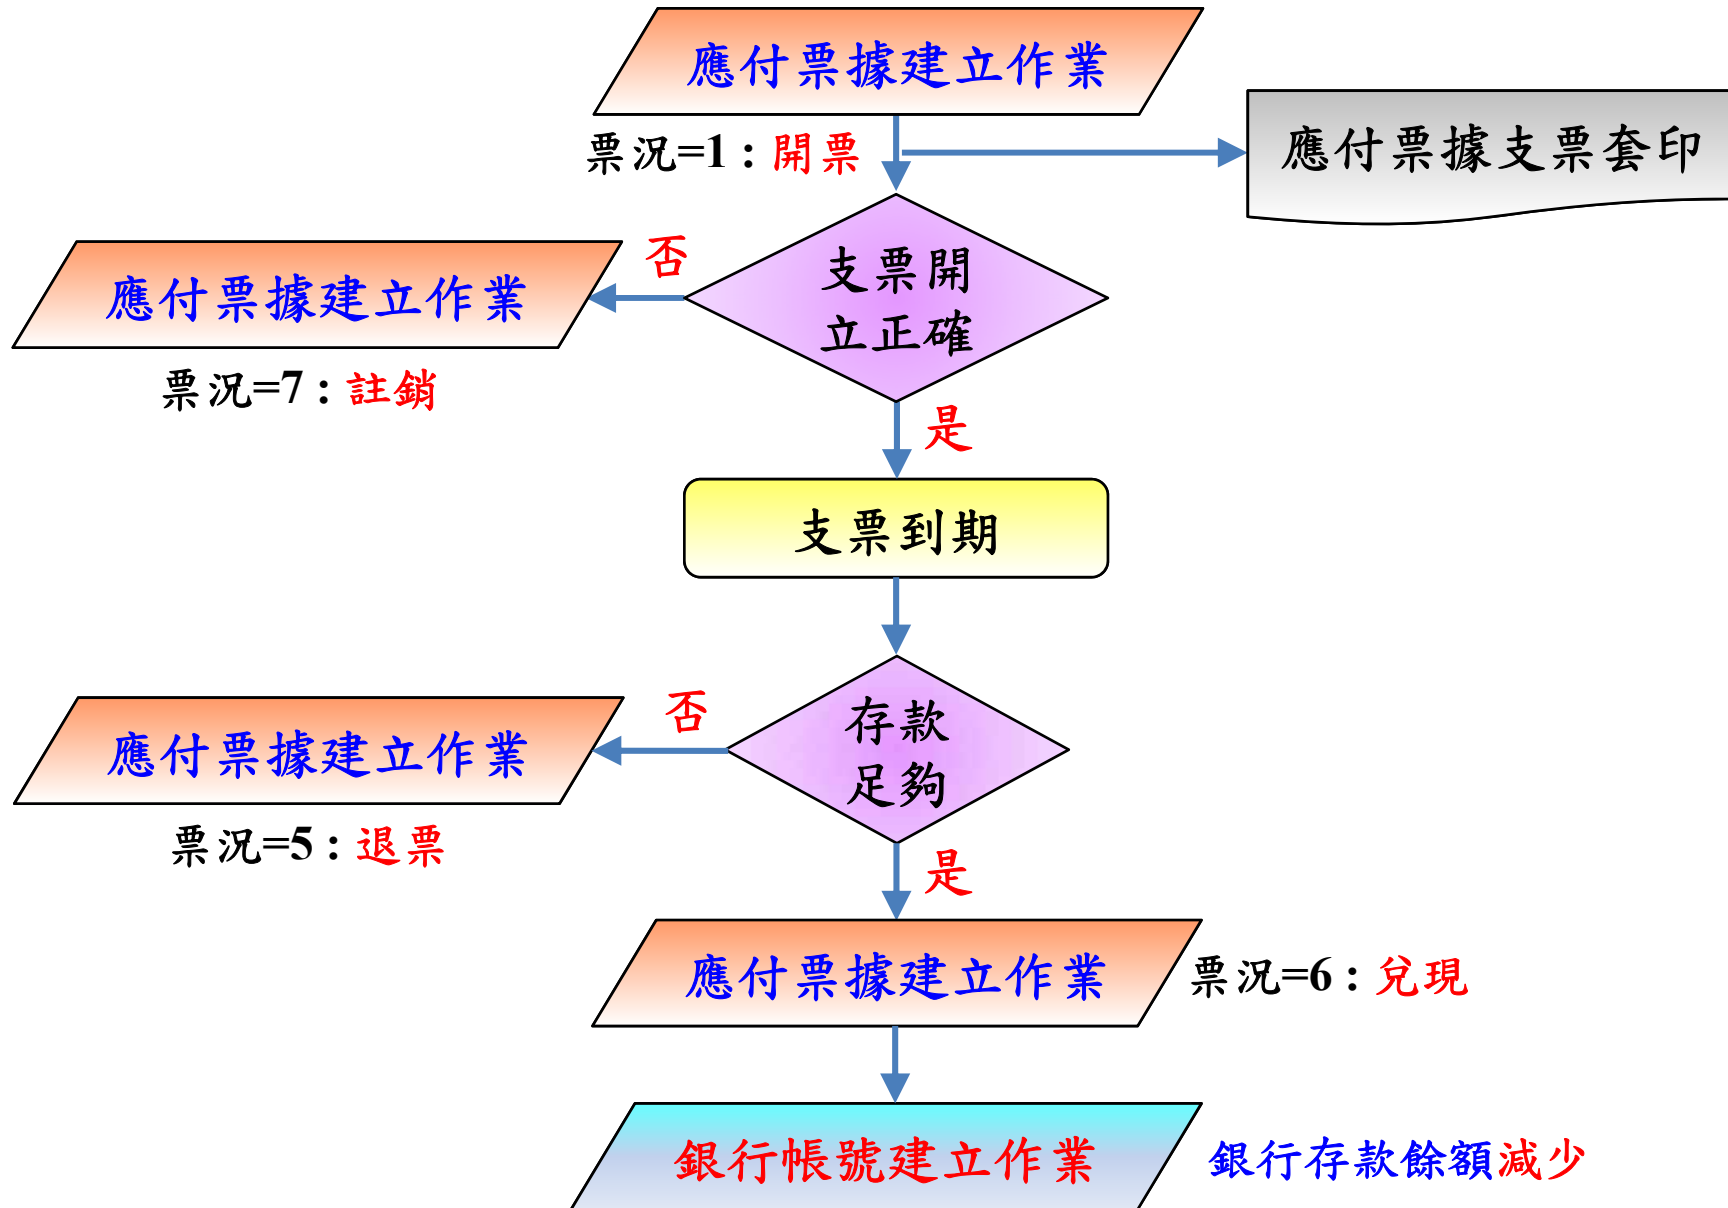 應付票據建立作業
票況=1 : 開票
應付票據支票套印
支票開
立正確
否
應付票據建立作業
票況=7 : 註銷
是
支票到期
存款
足夠
否
應付票據建立作業
票況=5 : 退票
是
應付票據建立作業
票況=6 : 兌現
銀行帳號建立作業
銀行存款餘額減少